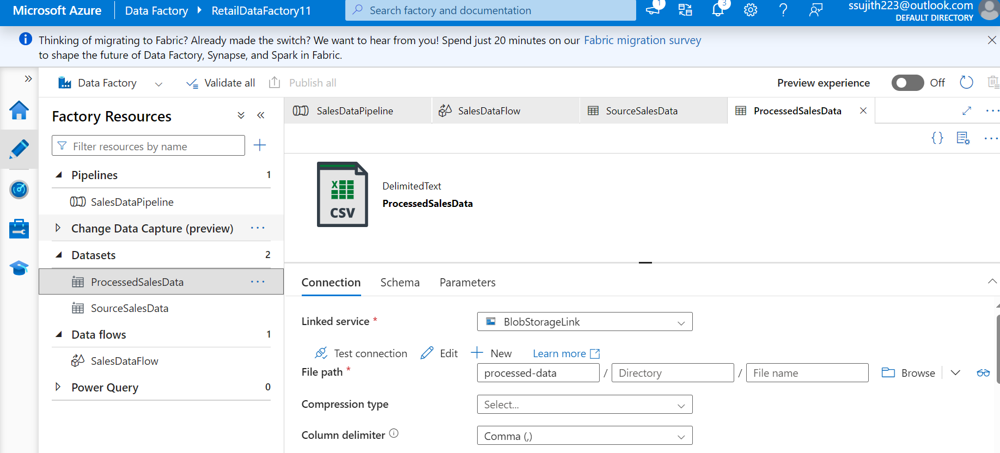 Microsoft Azure
Data Factory
RetailDataFactory11
Search factory and documentation
1
3
ssujith223@outlook.com
DEFAULT DIRECTORY
Thinking of migrating to Fabric? Already made the switch? We want to hear from you! Spend just 20 minutes on our Fabric migration survey
to shape the future of Data Factory, Synapse, and Spark in Fabric.
Data Factory
Validate all
Publish all
Preview experience
Off
Factory Resources
Filter resources by name
Pipelines 1
SalesDataPipeline
Change Data Capture (preview)
Datasets 2
ProcessedSalesData
SourceSalesData
Data flows 1
SalesDataFlow
Power Query 0
SalesDataPipeline
SalesDataFlow
SourceSalesData
ProcessedSalesData
{}
X
CSV
DelimitedText
ProcessedSalesData
Connection
Schema
Parameters
Linked service *
BlobStorageLink
Test connection
Edit
New
Learn more
File path *
processed-data / Directory / File name
Browse
Compression type
Select...
Column delimiter
Comma (,)